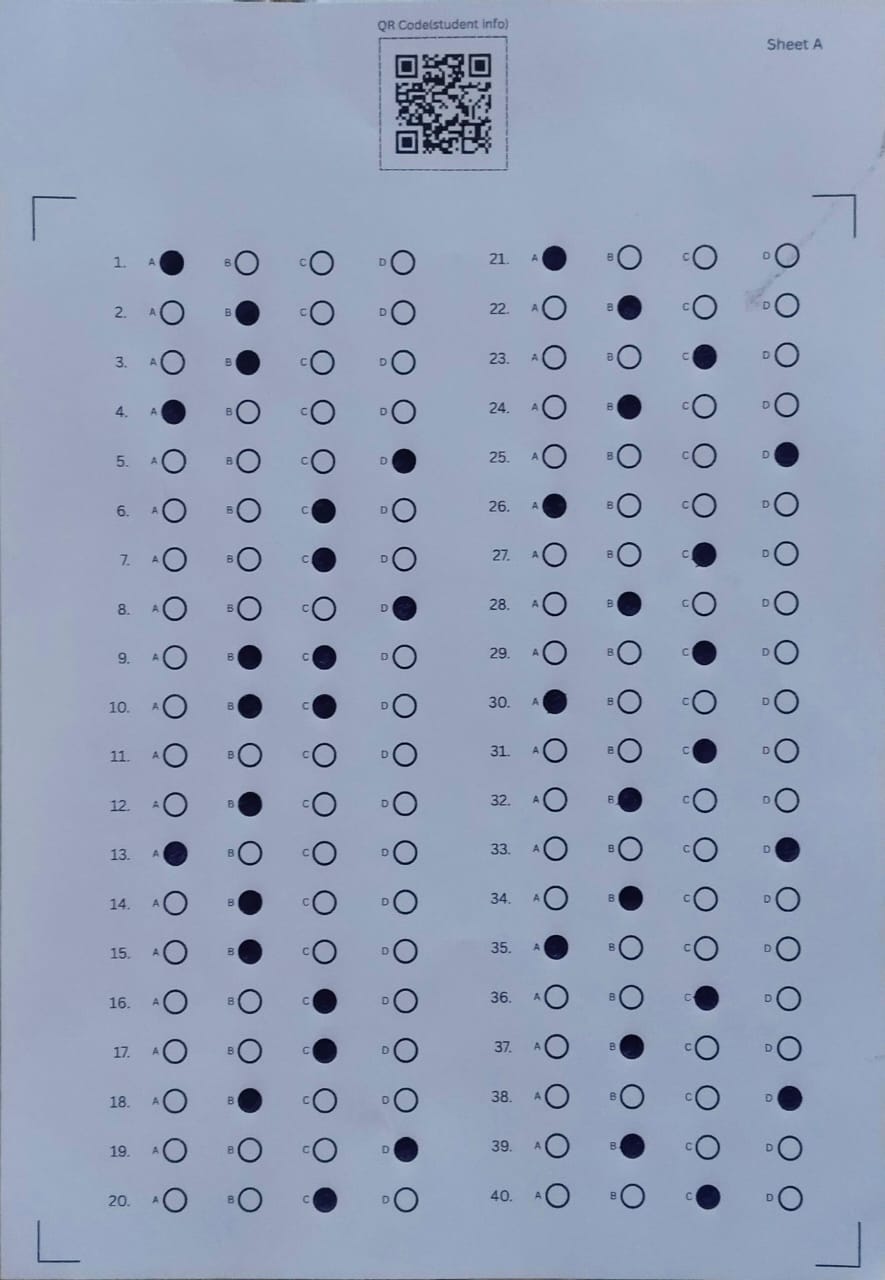 QR Code(student info)
Sheet A
1. A B C D
2. A B C D
3. A B C D
4. A B C D
5. A B C D
6. A B C D
7. A B C D
8. A B C D
9. A B C D
10. A B C D
11. A B C D
12. A B C D
13. A B C D
14. A B C D
15. A B C D
16. A B C D
17. A B C D
18. A B C D
19. A B C D
20. A B C D
21. A B C D
22. A B C D
23. A B C D
24. A B C D
25. A B C D
26. A B C D
27. A B C D
28. A B C D
29. A B C D
30. A B C D
31. A B C D
32. A B C D
33. A B C D
34. A B C D
35. A B C D
36. A B C D
37. A B C D
38. A B C D
39. A B C D
40. A B C D